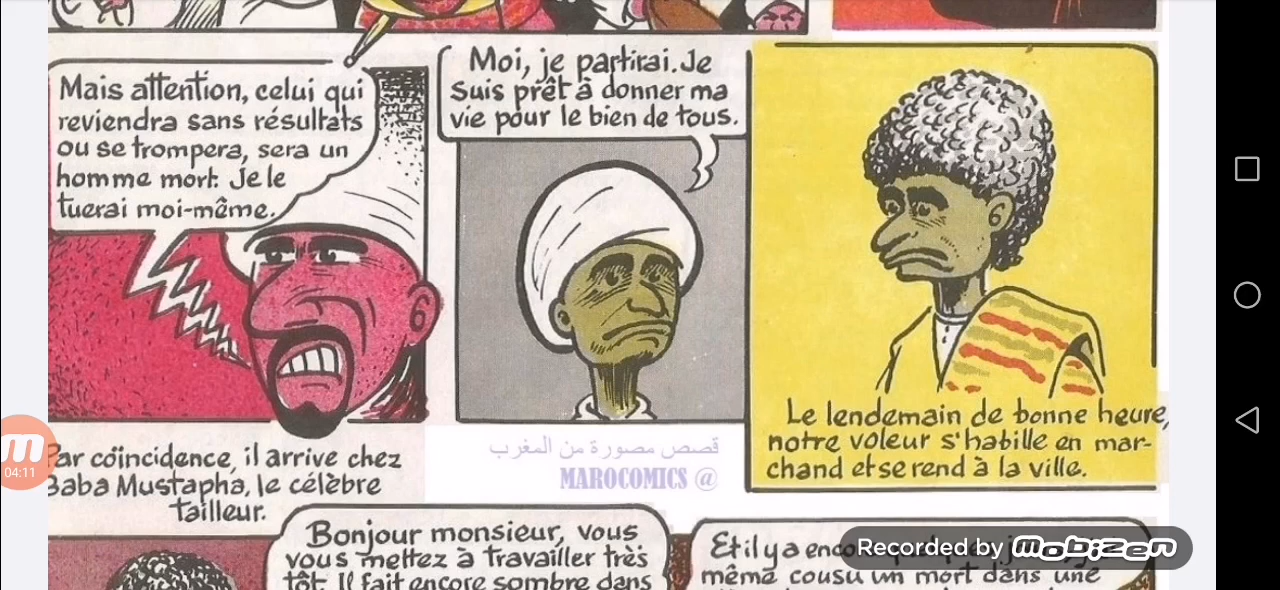 Mais attention, celui qui
reviendra sans résultats
ou se trompera, sera un
homme mort. Je le
tuerai moi-même.
Moi, je partirai. Je
suis prêt à donner ma
vie pour le bien de tous.
Le lendemain de bonne heure,
notre voleur s'habille en mar-
chand et se rend à la ville.
Par coïncidence, il arrive chez
Baba Mustapha, le célèbre
tailleur.
قصص مصورة من المغرب
MAROCOMICS @
Bonjour monsieur, vous
vous mettez à travailler très
tôt. Il fait encore sombre dans
Et il y a
même cousu un mort dans une
Recorded by mobizen
04:11